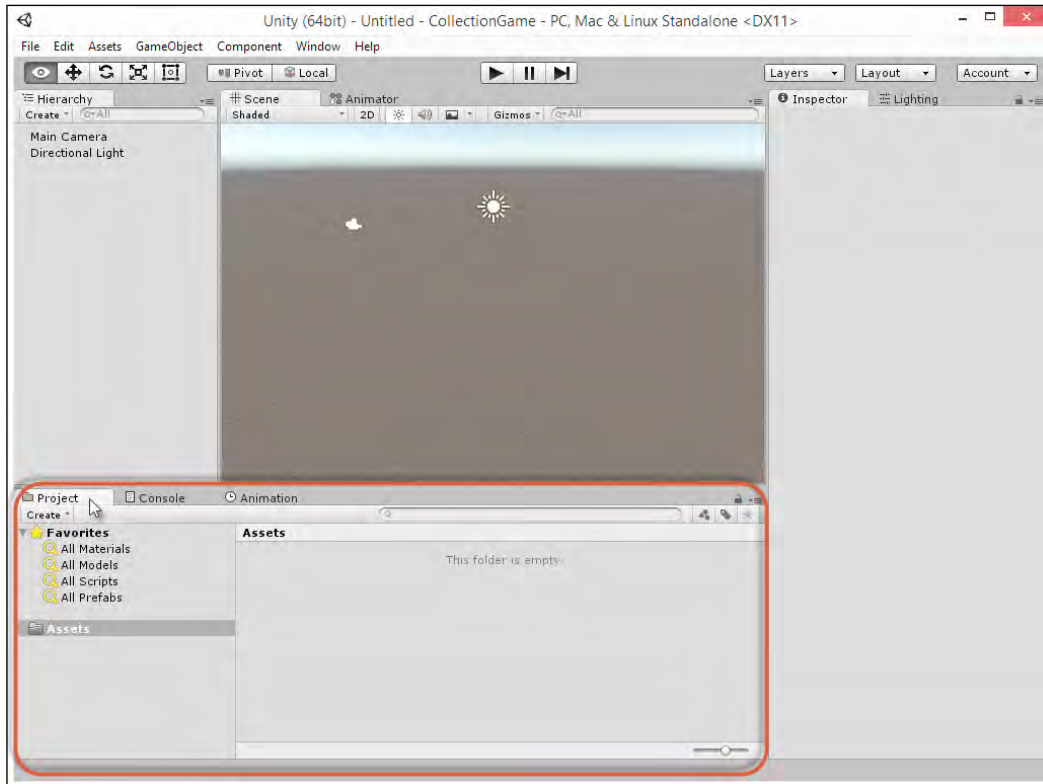 Unity (64bit) - Untitled - CollectionGame - PC, Mac & Linux Standalone <DX11>
File Edit Assets GameObject Component Window Help
Pivot Local Layers Layout Account
Hierarchy Scene Animator Inspector Lighting
Create All Shaded 2D Gizmos All
Main Camera
Directional Light
Project Console Animation
Create
Favorites Assets
All Materials This folder is empty
All Models
All Scripts
All Prefabs
Assets